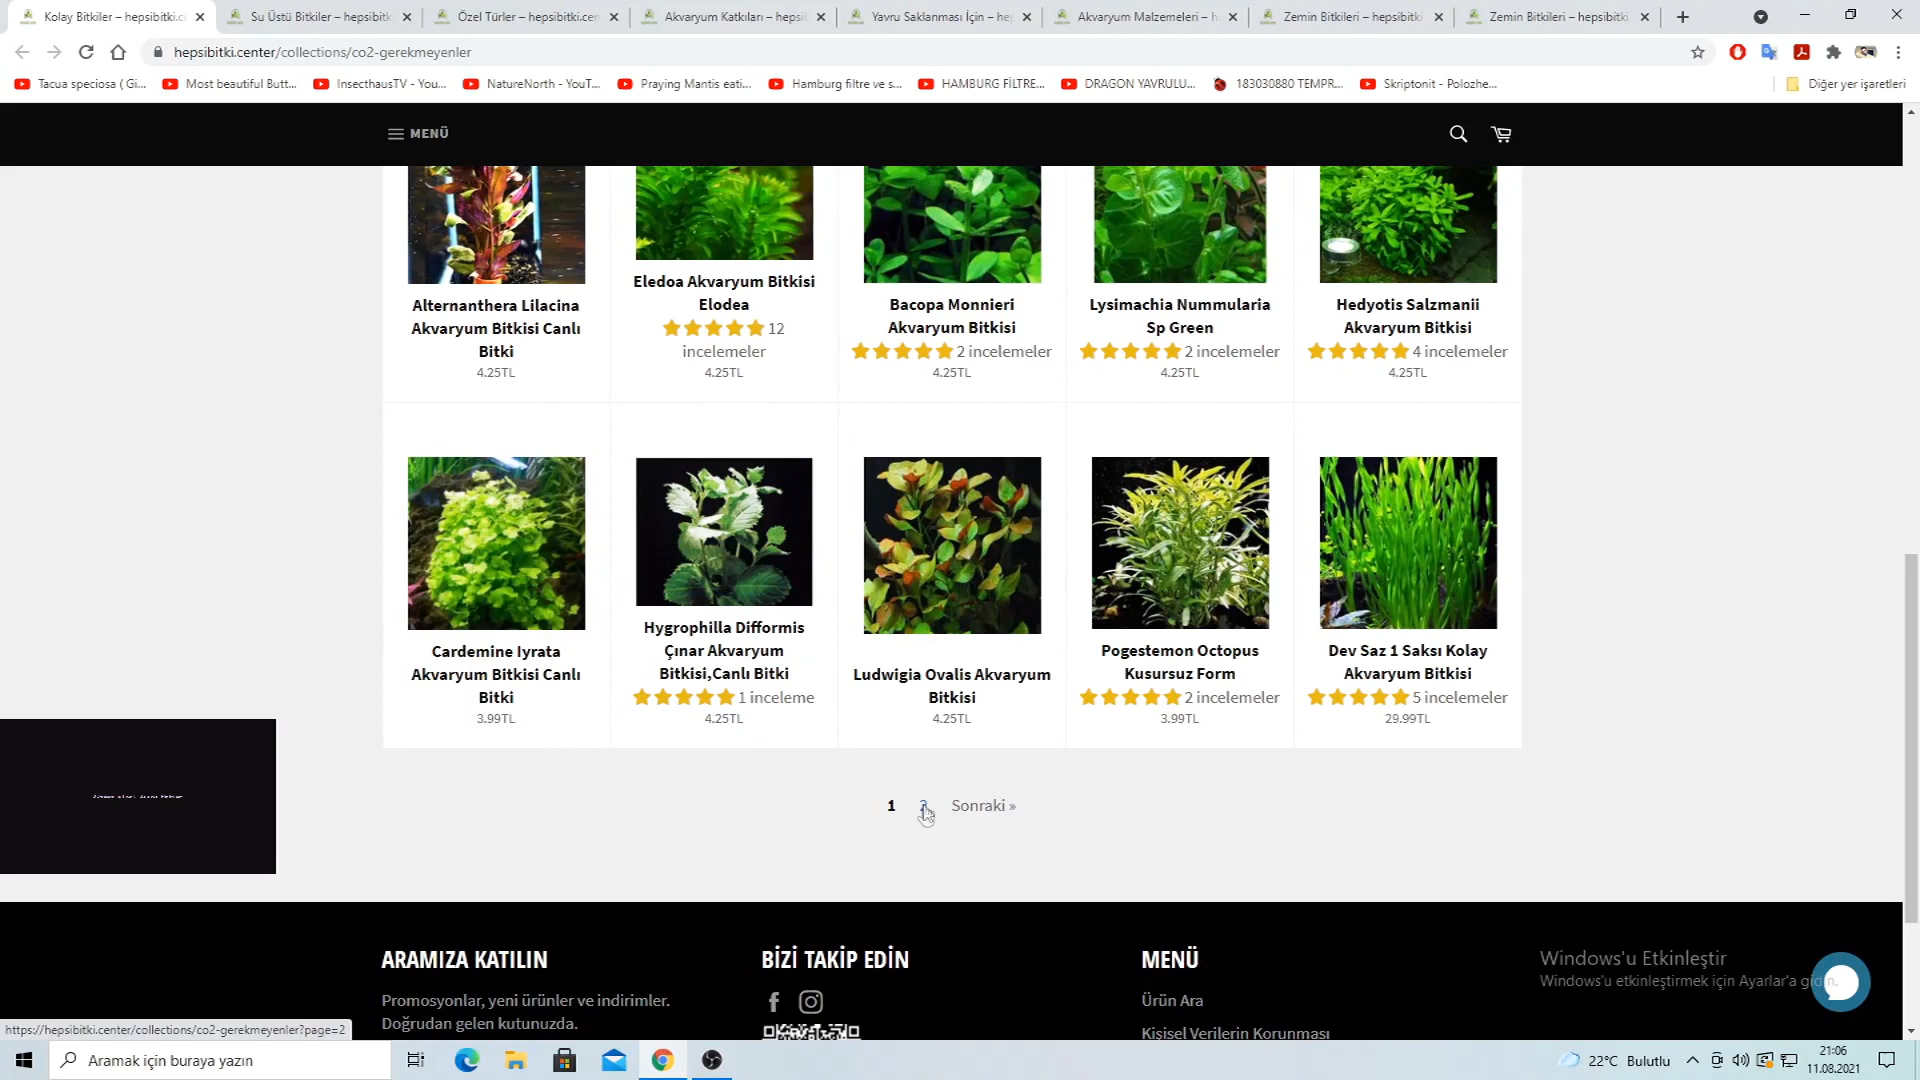 Kolay Bitkiler – hepsibitki.c
Su Üstü Bitkiler – hepsibitk
Özel Türler – hepsibitki.cer
Akvaryum Katkıları – hepsi
Yavru Saklanması İçin – he
Akvaryum Malzemeleri – h
Zemin Bitkileri – hepsibitk
Zemin Bitkileri – hepsibitk
hepsibitki.center/collections/co2-gerekmeyenler
Tacua speciosa ( Gi...
Most beautiful Butt...
InsecthausTV - You...
NatureNorth - YouT...
Praying Mantis eati...
Hamburg filtre ve s...
HAMBURG FİLTRE...
DRAGON YAVRULU...
183030880 TEMPR...
Skriptonit - Polozhe...
Diğer yer işaretleri
MENÜ
Alternanthera Lilacina
Akvaryum Bitkisi Canlı
Bitki
4.25TL
Eledoa Akvaryum Bitkisi
Elodea
12
incelemeler
4.25TL
Bacopa Monnieri
Akvaryum Bitkisi
2 incelemeler
4.25TL
Lysimachia Nummularia
Sp Green
2 incelemeler
4.25TL
Hedyotis Salzmanii
Akvaryum Bitkisi
4 incelemeler
4.25TL
Cardemine Iyrata
Akvaryum Bitkisi Canlı
Bitki
3.99TL
Hygrophilla Difformis
Çınar Akvaryum
Bitkisi,Canlı Bitki
1 inceleme
4.25TL
Ludwigia Ovalis Akvaryum
Bitkisi
4.25TL
Pogestemon Octopus
Kusursuz Form
2 incelemeler
3.99TL
Dev Saz 1 Saksı Kolay
Akvaryum Bitkisi
5 incelemeler
29.99TL
1 2 Sonraki »
ARAMIZA KATILIN
Promosyonlar, yeni ürünler ve indirimler.
Doğrudan gelen kutunuzda.
BİZİ TAKİP EDİN
MENÜ
Ürün Ara
Kişisel Verilerin Korunması
Windows'u Etkinleştir
Windows'u etkinleştirmek için Ayarlar'a gidin.
https://hepsibitki.center/collections/co2-gerekmeyenler?page=2
Aramak için buraya yazın
22°C Bulutlu
21:06
11.08.2021